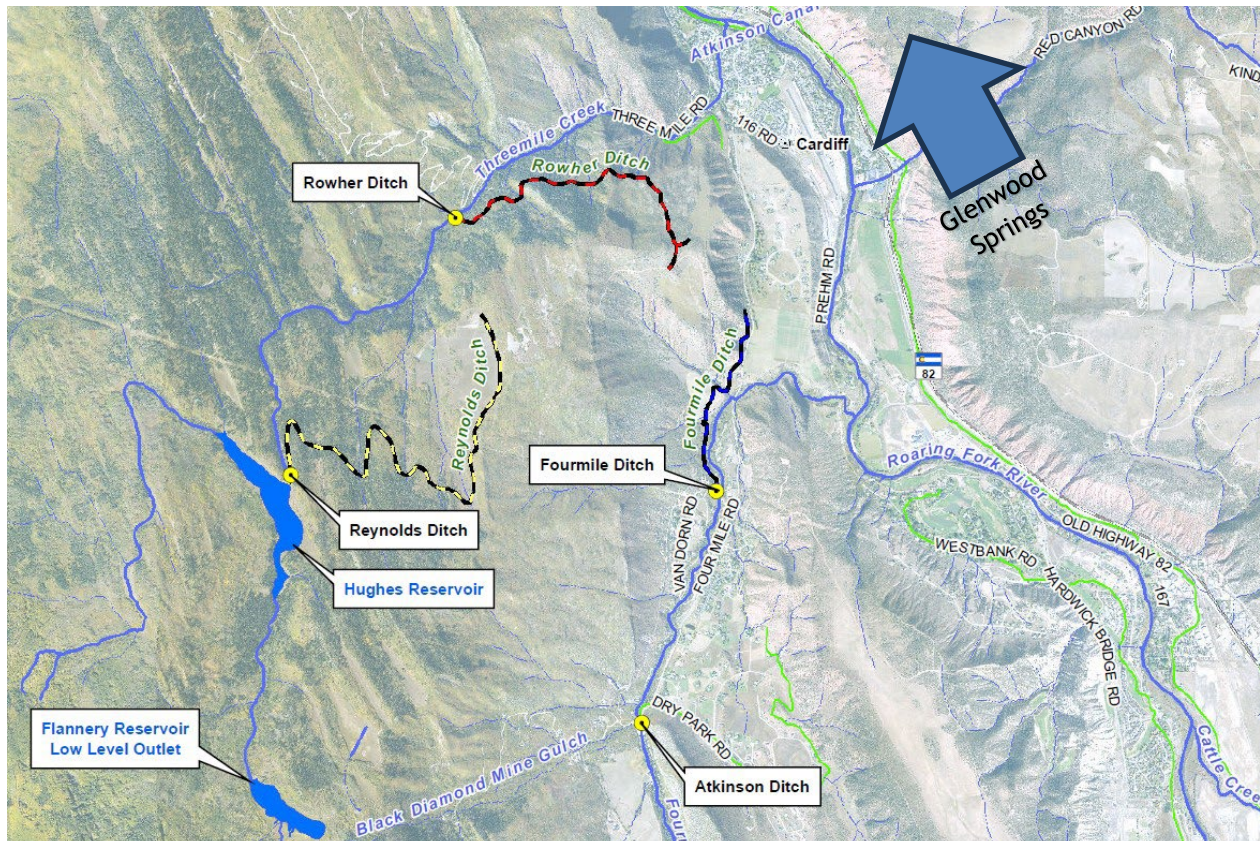 Atkinson Canal
RED CANYON RD
KIND
Threemile Creek
THREE MILE RD
116 RD
Cardiff
Rowher Ditch
Rowher Ditch
Glenwood
Springs
PREHM RD
82
Reynolds Ditch
Fourmile Ditch
Fourmile Ditch
Roaring Fork River
Reynolds Ditch
VAN DORN RD
FOUR MILE RD
OLD HIGHWAY 82
WESTBANK RD
167
Hughes Reservoir
HARDWICK BRIDGE RD
Flannery Reservoir
Low Level Outlet
DRY PARK RD
Cattle Cree
Black Diamond Mine Gulch
Atkinson Ditch
Fourm